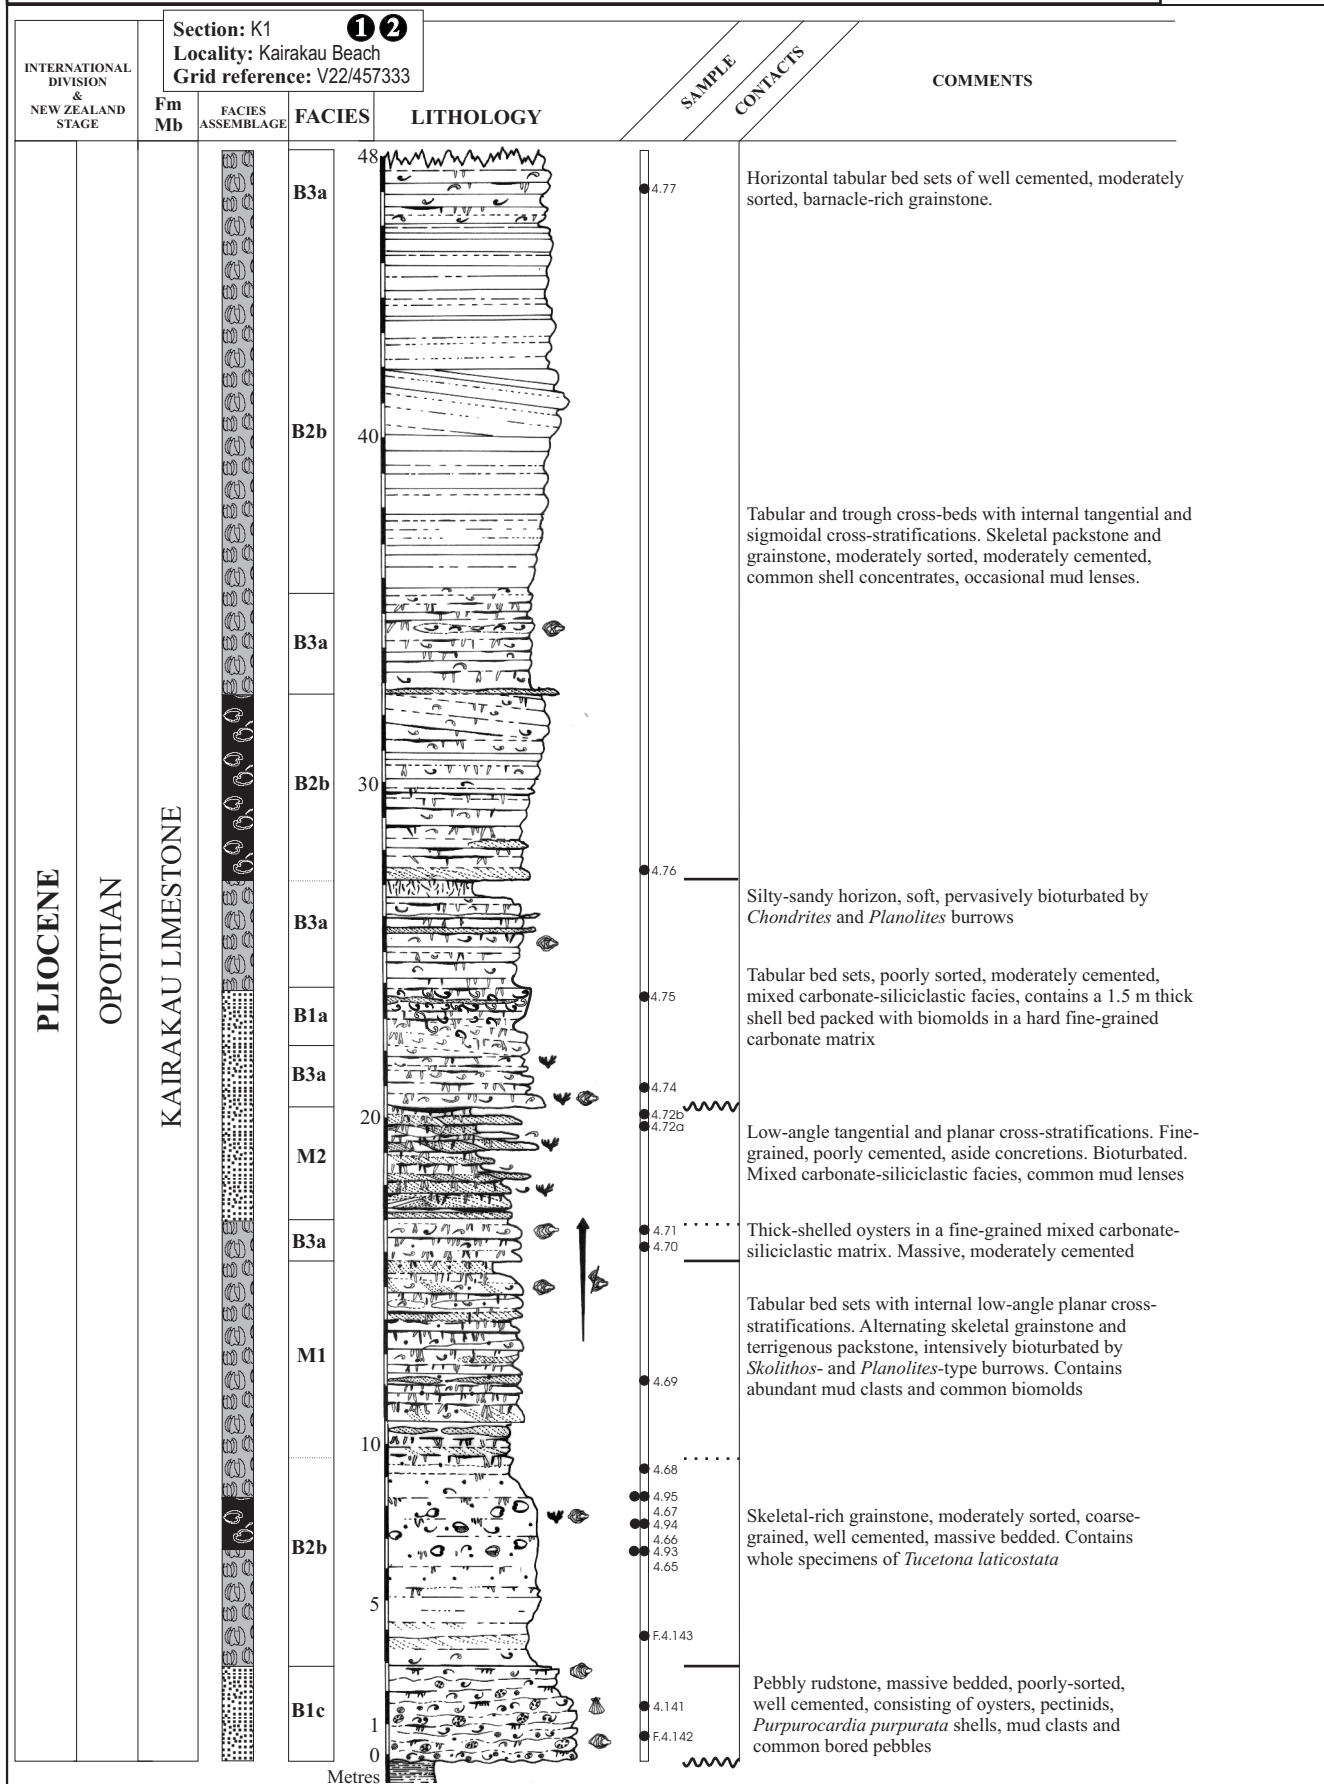 Section: K1 1 2
Locality: Kairakau Beach
Grid reference: V22/457333
INTERNATIONAL
DIVISION
&
NEW ZEALAND
STAGE
Fm
Mb
FACIES
ASSEMBLAGE
FACIES
LITHOLOGY
SAMPLE
CONTACTS
COMMENTS
PLIOCENE
OPOITIAN
KAIRAKAU LIMESTONE
B3a
B2b
B3a
B2b
B3a
B1a
B3a
M2
B3a
M1
B2b
B1c
48
40
30
20
10
5
1
0
Metres
4.77
4.76
4.75
4.74
4.72b
4.72a
4.71
4.70
4.69
4.68
4.95
4.67
4.94
4.66
4.93
4.65
F.4.143
4.141
F.4.142
Horizontal tabular bed sets of well cemented, moderately
sorted, barnacle-rich grainstone.
Tabular and trough cross-beds with internal tangential and
sigmoidal cross-stratifications. Skeletal packstone and
grainstone, moderately sorted, moderately cemented,
common shell concentrates, occasional mud lenses.
Silty-sandy horizon, soft, pervasively bioturbated by
Chondrites and Planolites burrows
Tabular bed sets, poorly sorted, moderately cemented,
mixed carbonate-siliciclastic facies, contains a 1.5 m thick
shell bed packed with biomolds in a hard fine-grained
carbonate matrix
Low-angle tangential and planar cross-stratifications. Fine-
grained, poorly cemented, aside concretions. Bioturbated.
Mixed carbonate-siliciclastic facies, common mud lenses
Thick-shelled oysters in a fine-grained mixed carbonate-
siliciclastic matrix. Massive, moderately cemented
Tabular bed sets with internal low-angle planar cross-
stratifications. Alternating skeletal grainstone and
terrigenous packstone, intensively bioturbated by
Skolithos- and Planolites-type burrows. Contains
abundant mud clasts and common biomolds
Skeletal-rich grainstone, moderately sorted, coarse-
grained, well cemented, massive bedded. Contains
whole specimens of Tucetona laticostata
Pebbly rudstone, massive bedded, poorly-sorted,
well cemented, consisting of oysters, pectinids,
Purpurocardia purpurata shells, mud clasts and
common bored pebbles